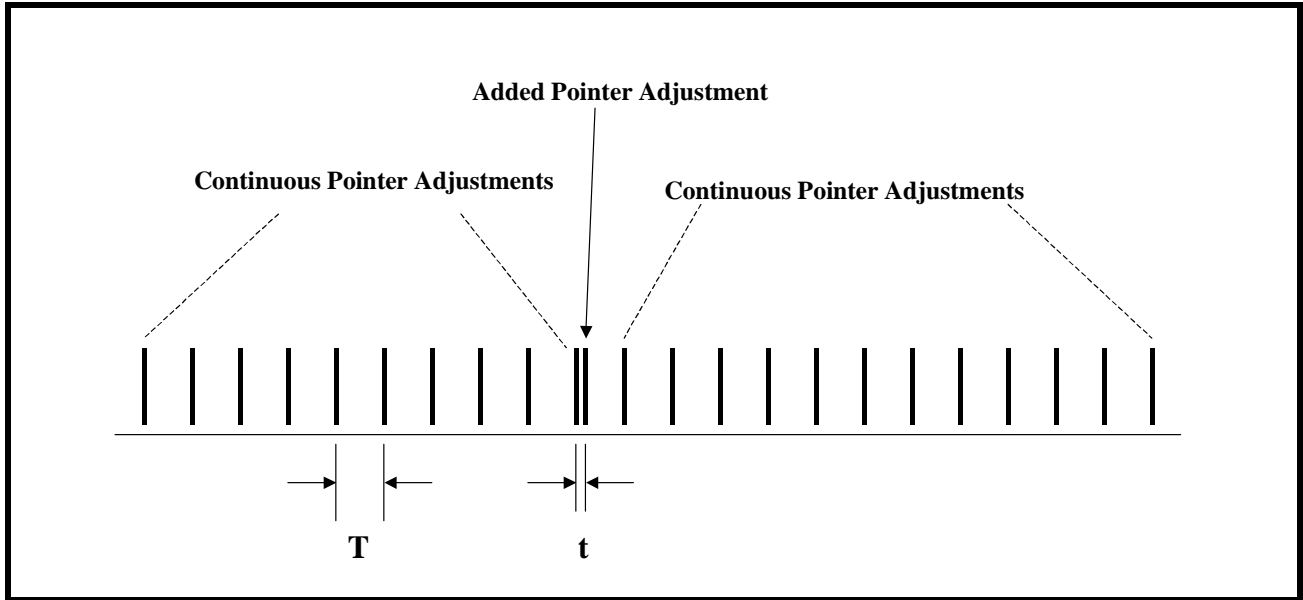 Added Pointer Adjustment
Continuous Pointer Adjustments
Continuous Pointer Adjustments
T
t